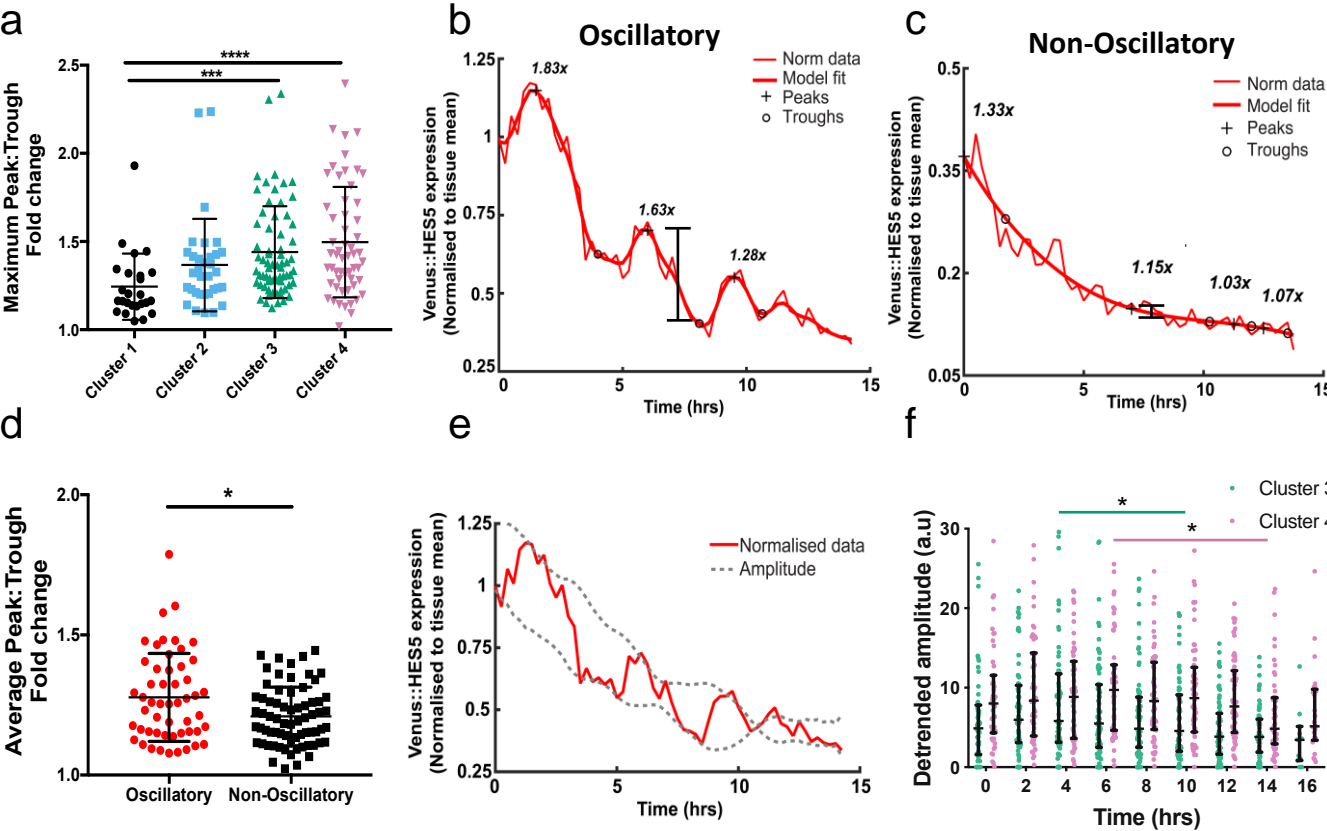 a
Maximum Peak:Trough
Fold change
2.5
2.0
1.5
1.0
****
***
Cluster 1
Cluster 2
Cluster 3
Cluster 4
b
Oscillatory
Venus::HES5 expression
(Normalised to tissue mean)
1.25
1
0.75
0.5
0.25
1.83x
1.63x
1.28x
Norm data
Model fit
Peaks
Troughs
0
5
10
15
Time (hrs)
c
Non-Oscillatory
Venus::HES5 expression
(Normalised to tissue mean)
0.5
0.35
0.2
0.05
1.33x
1.15x
1.03x
1.07x
Norm data
Model fit
Peaks
Troughs
0
5
10
15
Time (hrs)
d
Average Peak:Trough
Fold change
2.0
1.5
1.0
*
Oscillatory
Non-Oscillatory
e
Venus::HES5 expression
(Normalised to tissue mean)
1.25
1
0.75
0.5
0.25
Normalised data
Amplitude
0
5
10
15
Time (hrs)
f
Detrended amplitude (a.u)
30
20
10
0
*
*
Cluster 3
Cluster 4
0 2 4 6 8 10 12 14 16
Time (hrs)